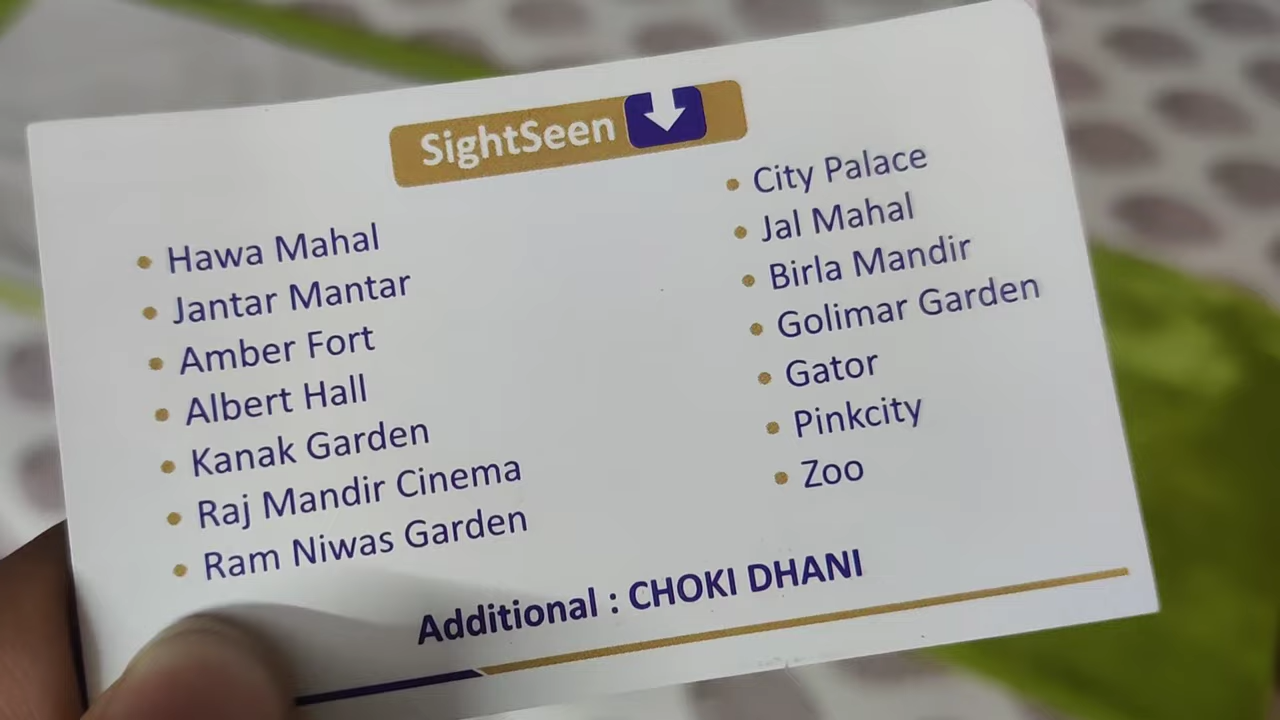 SightSeen
Hawa Mahal
Jantar Mantar
Amber Fort
Albert Hall
Kanak Garden
Raj Mandir Cinema
Ram Niwas Garden
City Palace
Jal Mahal
Birla Mandir
Golimar Garden
Gator
Pinkcity
Zoo
Additional : CHOKI DHANI